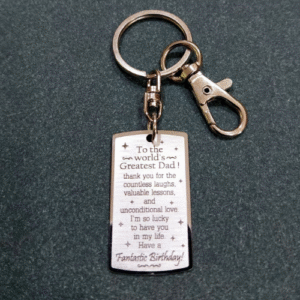 To the
world's
Greatest Dad!
thank you for the
countless laughs,
valuable lessons,
and
unconditional love
I'm so lucky
to have you
in my life.
Have a
Fantastic Birthday!